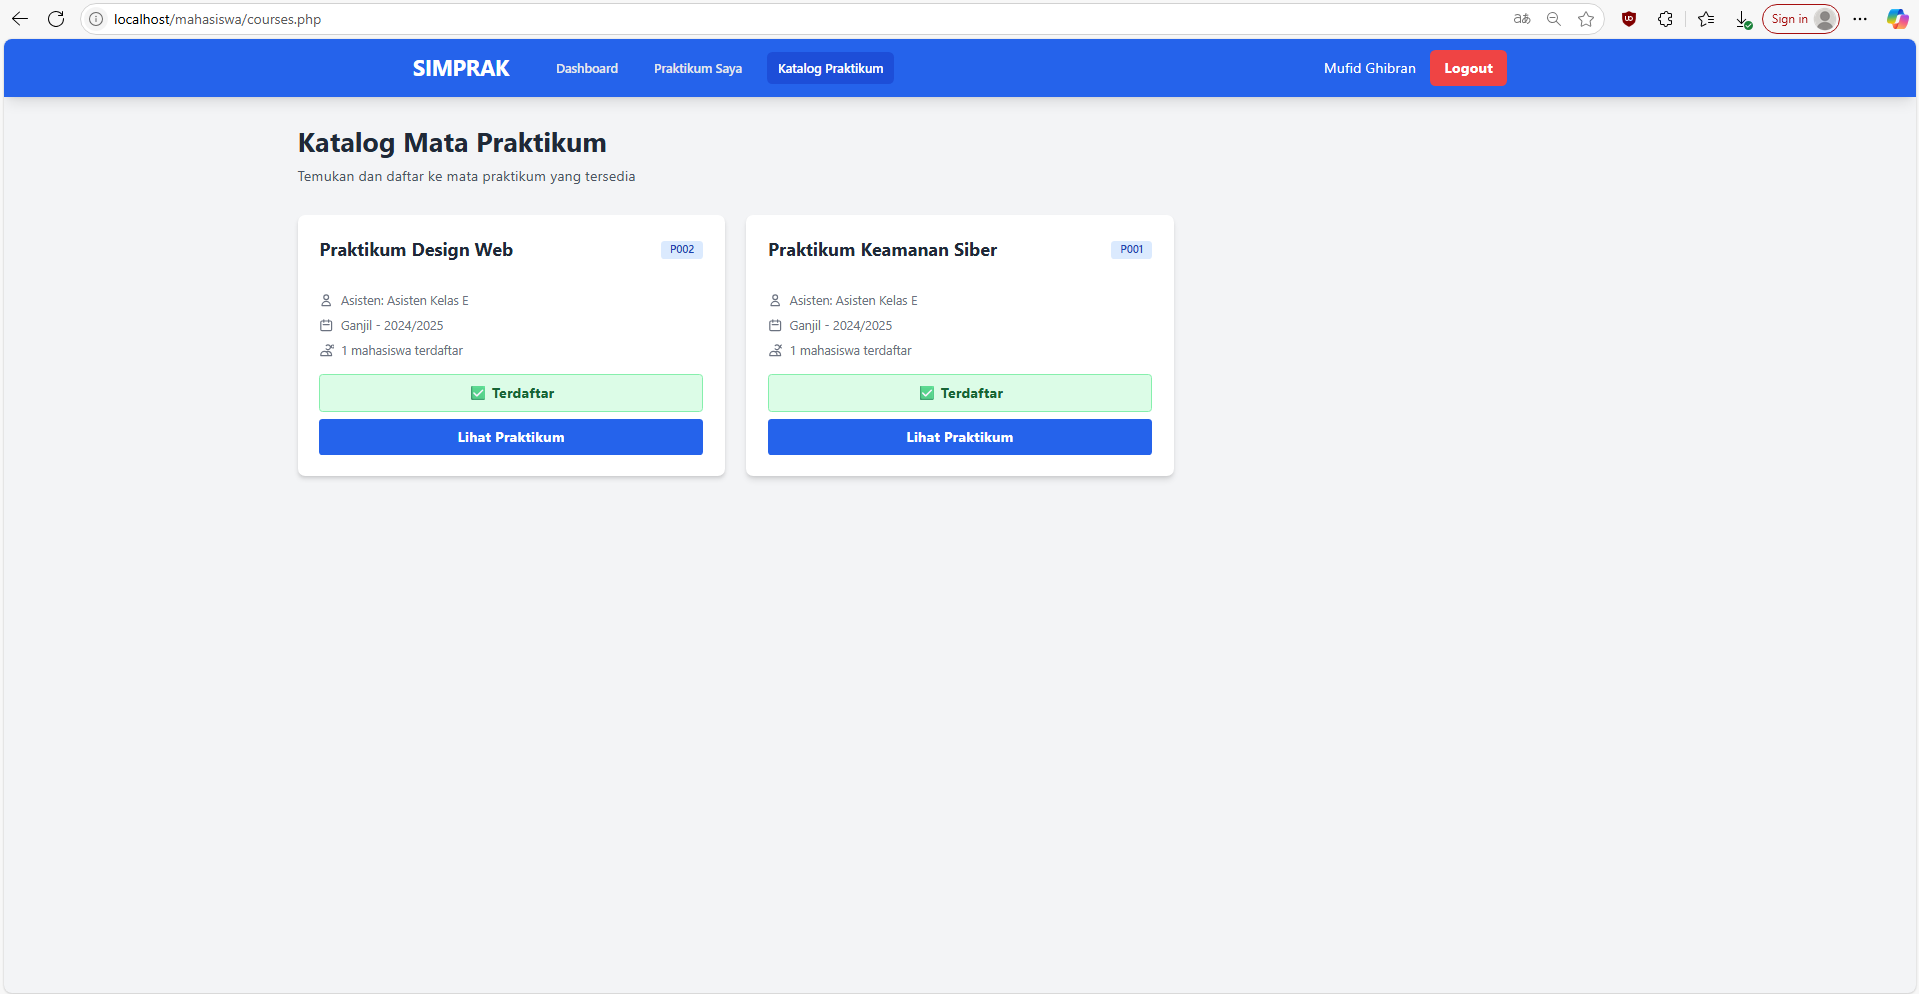 localhost/mahasiswa/courses.php
Sign in
SIMPRAK
Dashboard
Praktikum Saya
Katalog Praktikum
Mufid Ghibran
Logout
Katalog Mata Praktikum
Temukan dan daftar ke mata praktikum yang tersedia
Praktikum Design Web
P002
Asisten: Asisten Kelas E
Ganjil - 2024/2025
1 mahasiswa terdaftar
✅ Terdaftar
Lihat Praktikum
Praktikum Keamanan Siber
P001
Asisten: Asisten Kelas E
Ganjil - 2024/2025
1 mahasiswa terdaftar
✅ Terdaftar
Lihat Praktikum